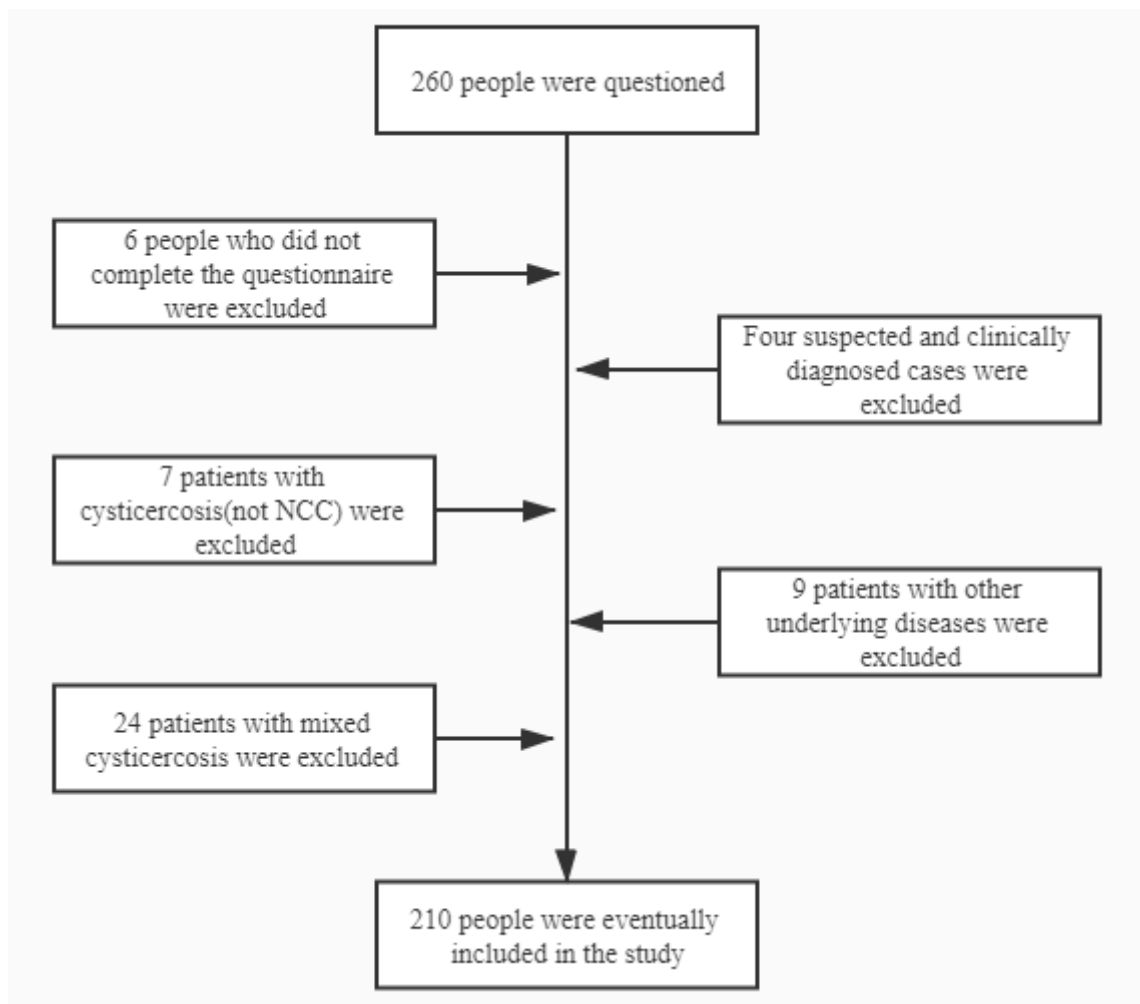 260 people were questioned
6 people who did not
complete the questionnaire
were excluded
Four suspected and clinically
diagnosed cases were
excluded
7 patients with
cysticercosis(not NCC) were
excluded
9 patients with other
underlying diseases were
excluded
24 patients with mixed
cysticercosis were excluded
210 people were eventually
included in the study